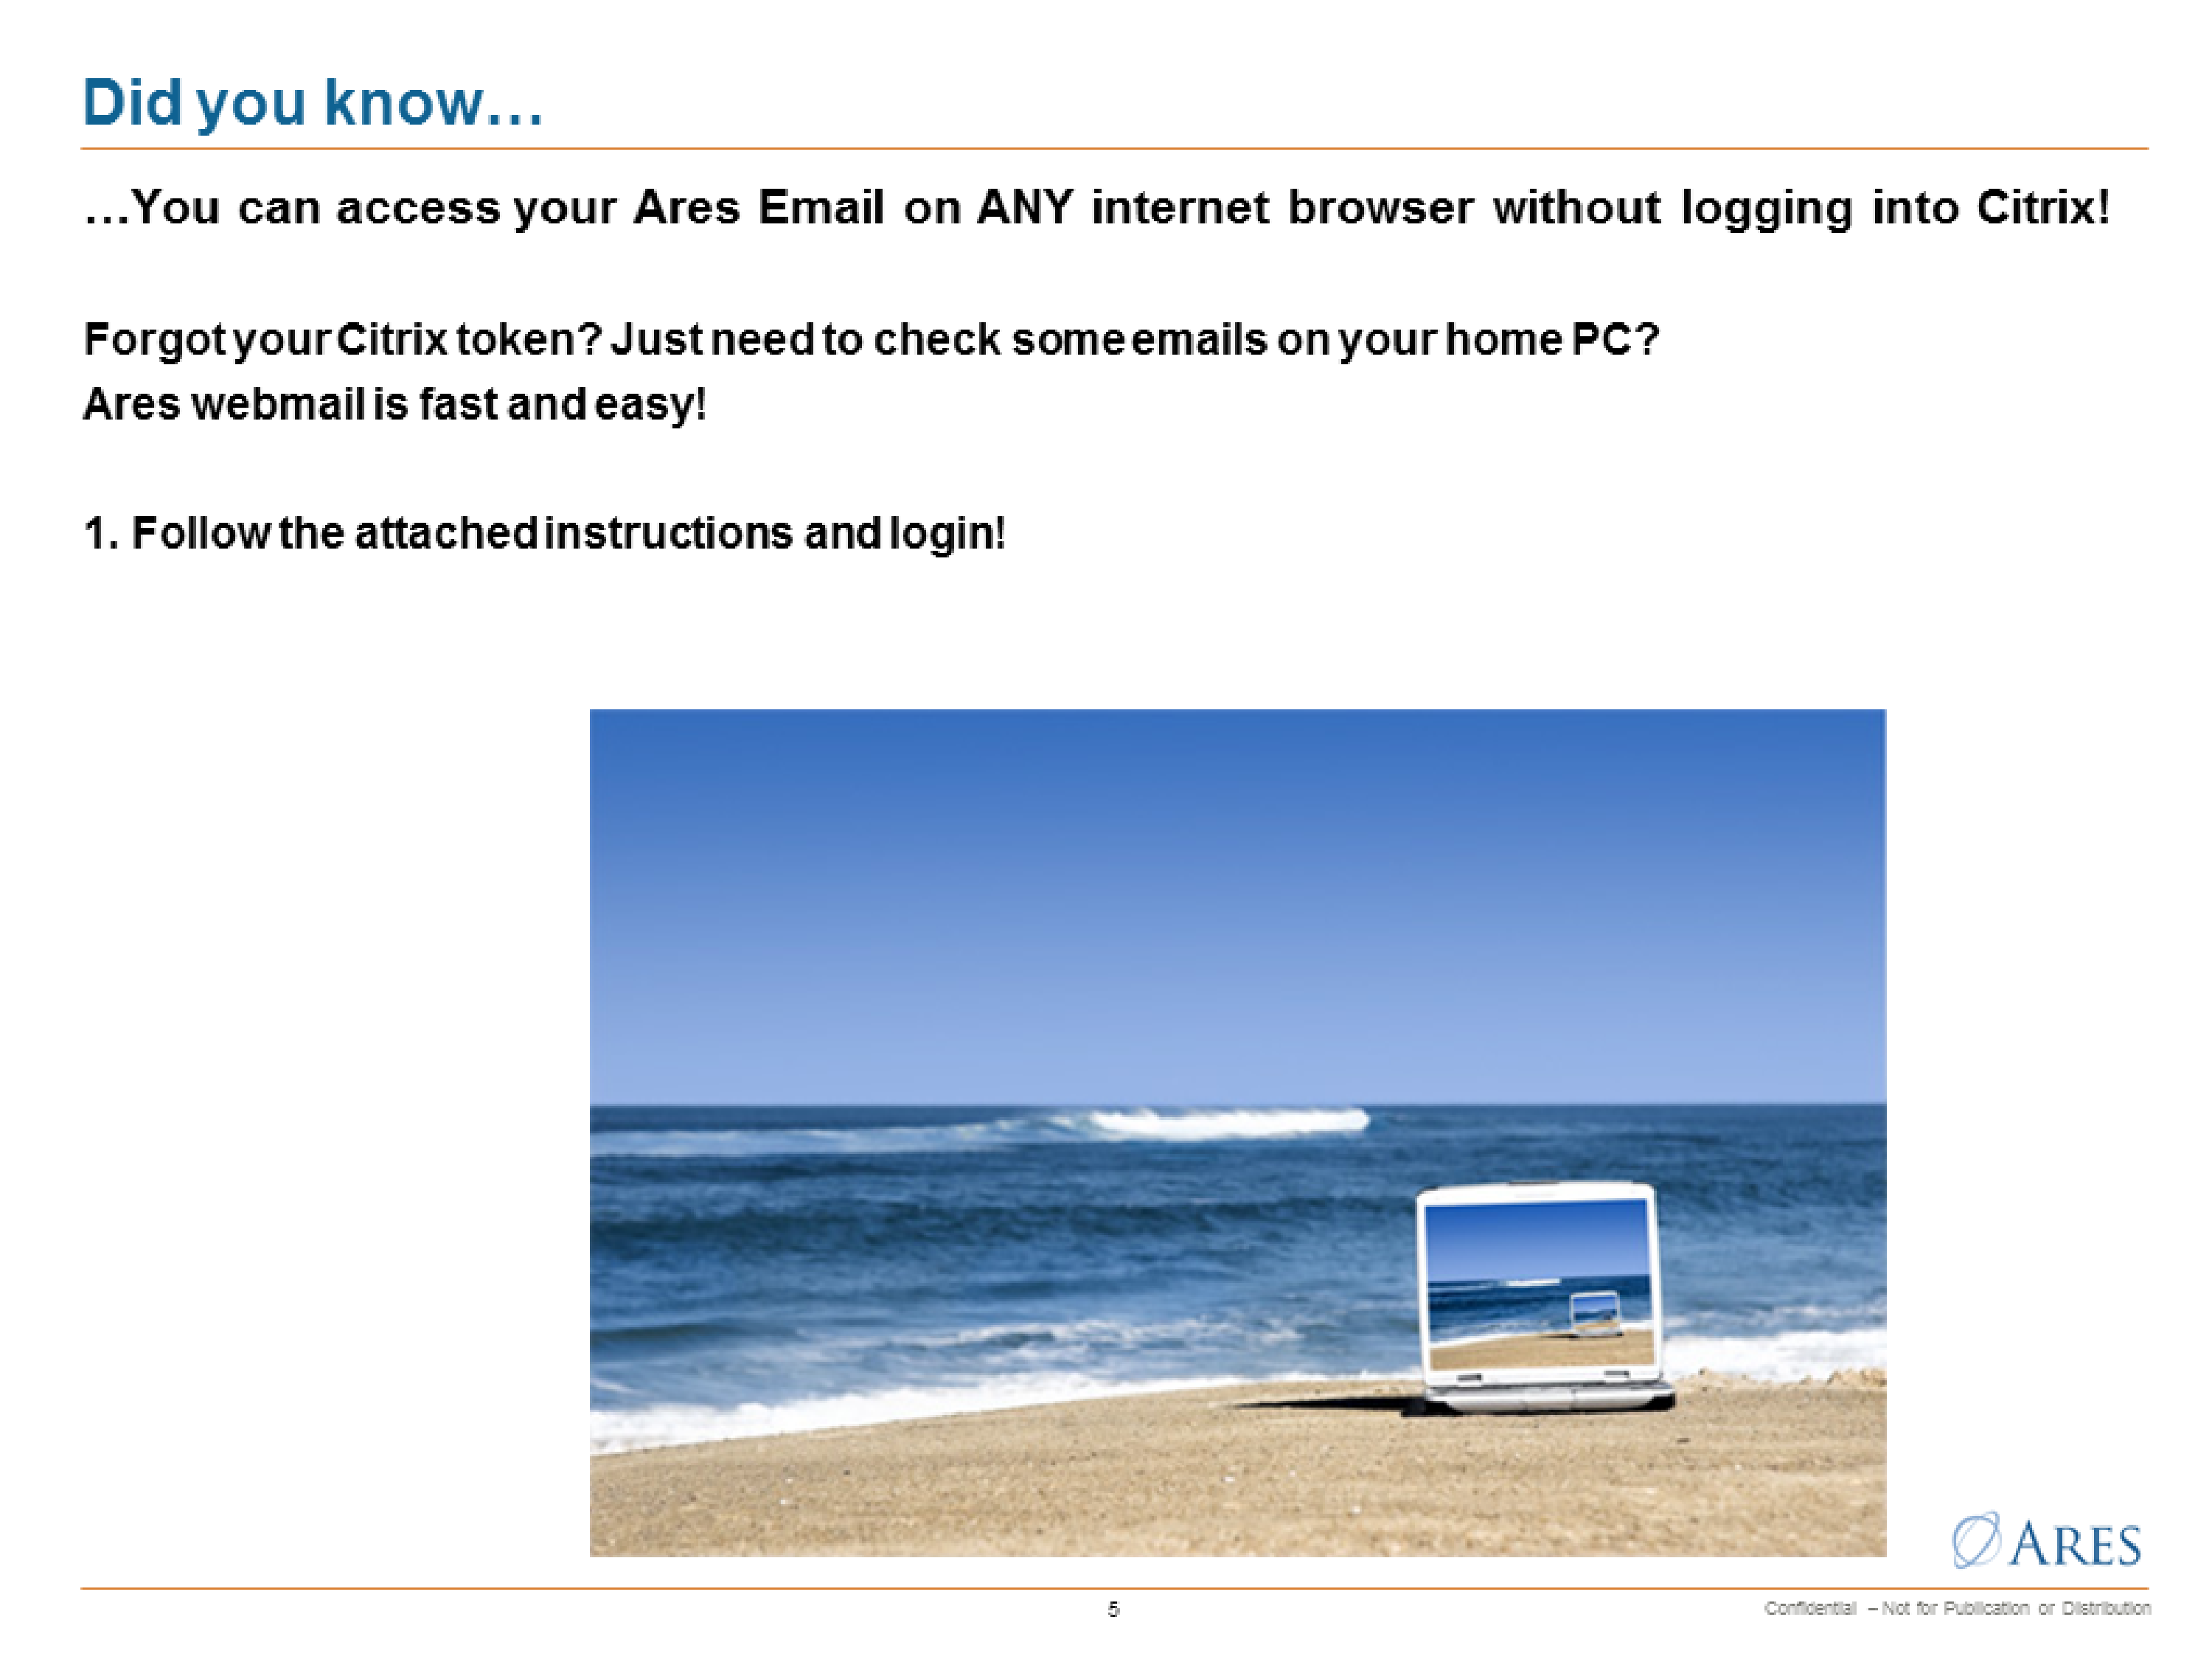 Did you know…
…You can access your Ares Email on ANY internet browser without logging into Citrix!
Forgot your Citrix token? Just need to check some emails on your home PC?
Ares webmail is fast and easy!
1. Follow the attached instructions and login!
ARES
5
Confidential – Not for Publication or Distribution